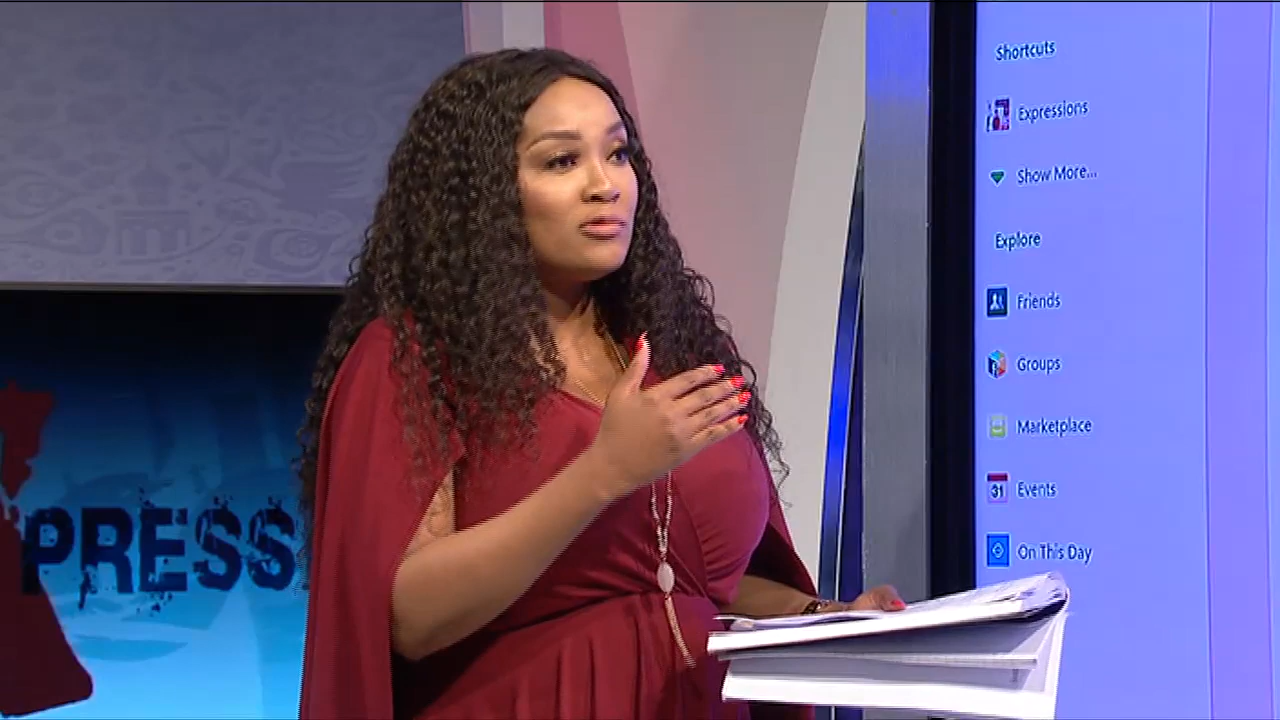 Shortcuts
Expressions
Show More...
Explore
Friends
Groups
Marketplace
31 Events
On This Day
PRESS